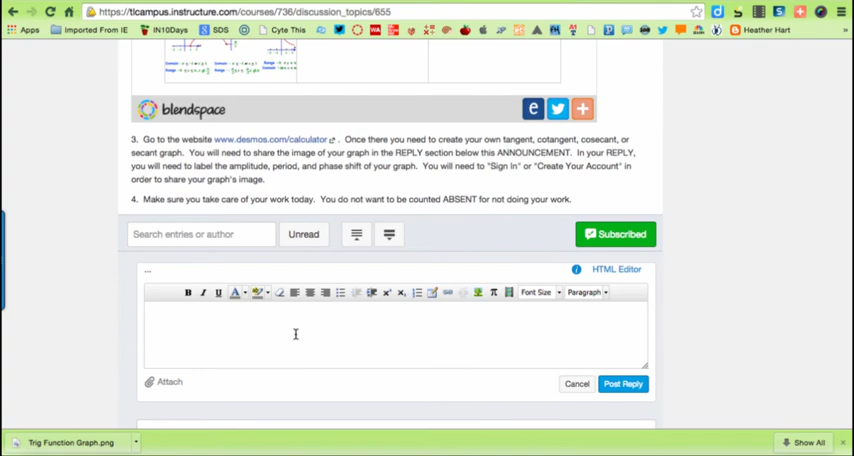 https://tlcampus.instructure.com/courses/736/discussion_topics/655
Apps
Imported From IE
IN10Days
SDS
Cyte This
Heather Hart
»
blendspace
3. Go to the website www.desmos.com/calculator . Once there you need to create your own tangent, cotangent, cosecant, or
secant graph. You will need to share the image of your graph in the REPLY section below this ANNOUNCEMENT. In your REPLY,
you will need to label the amplitude, period, and phase shift of your graph. You will need to "Sign In" or "Create Your Account" in
order to share your graph's image.
4. Make sure you take care of your work today. You do not want to be counted ABSENT for not doing your work.
Search entries or author
Unread
Subscribed
...
HTML Editor
B I U A Font Size Paragraph
Attach
Cancel
Post Reply
Trig Function Graph.png
Show All